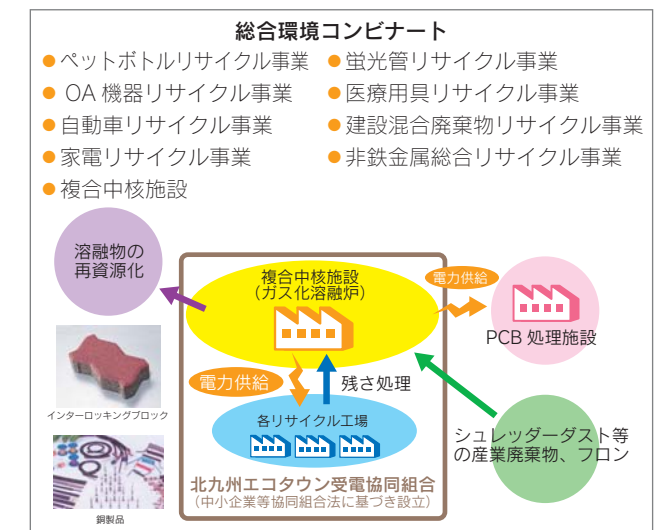 総合環境コンビナート
●ペットボトルリサイクル事業
●蛍光管リサイクル事業
●OA 機器リサイクル事業
●医療用具リサイクル事業
●自動車リサイクル事業
●建設混合廃棄物リサイクル事業
●家電リサイクル事業
●非鉄金属総合リサイクル事業
●複合中核施設
溶融物の
再資源化
複合中核施設
（ガス化溶融炉）
電力供給
PCB 処理施設
インターロッキングブロック
電力供給
残さ処理
各リサイクル工場
シュレッダーダスト等
の産業廃棄物、フロン
銅製品
北九州エコタウン受電協同組合
（中小企業等協同組合法に基づき設立）